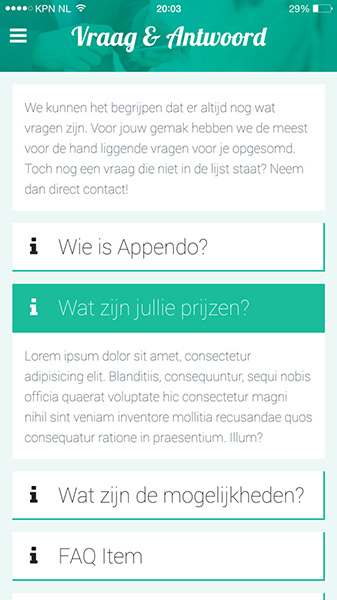 KPN NL 20:03 29%
Vraag & Antwoord
We kunnen het begrijpen dat er altijd nog wat
vragen zijn. Voor jouw gemak hebben we de meest
voor de hand liggende vragen voor je opgesomd.
Toch nog een vraag die niet in de lijst staat? Neem
dan direct contact!
Wie is Appendo?
Wat zijn jullie prijzen?
Lorem ipsum dolor sit amet, consectetur
adipisicing elit. Blanditiis, consequuntur, sequi nobis
officia quaerat voluptate hic consectetur magni
nihil sint veniam inventore mollitia recusandae quos
consequatur ratione in praesentium. Illum?
Wat zijn de mogelijkheden?
FAQ Item